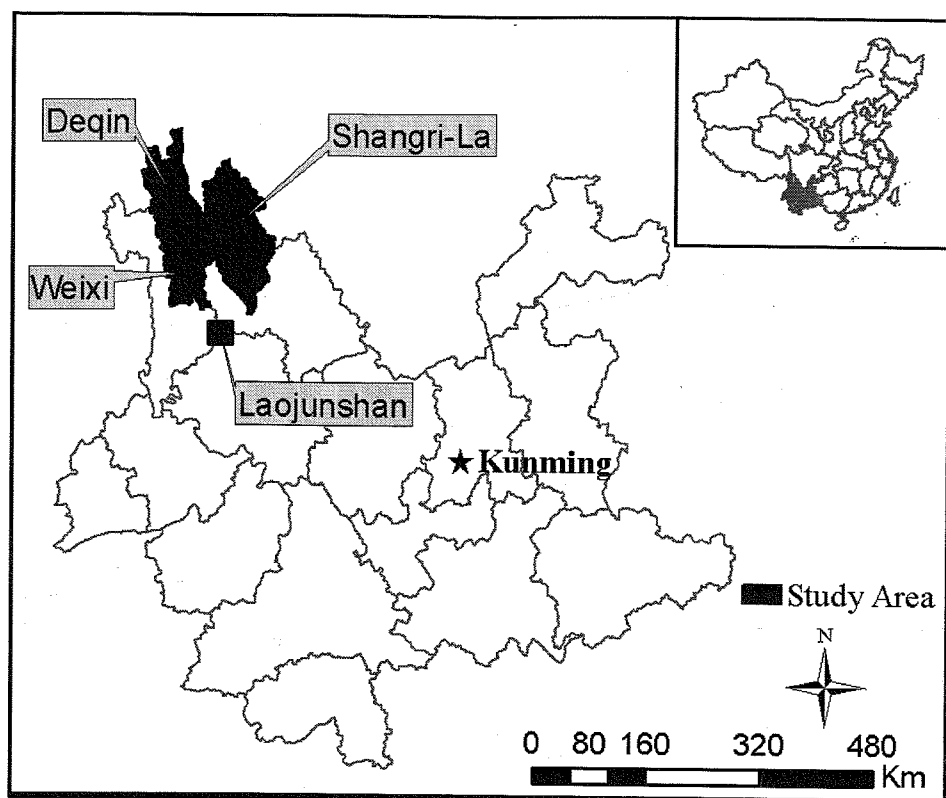 Deqin
Shangri-La
Weixi
Laojunshan
Kunming
Study Area
N
0 80 160 320 480
Km